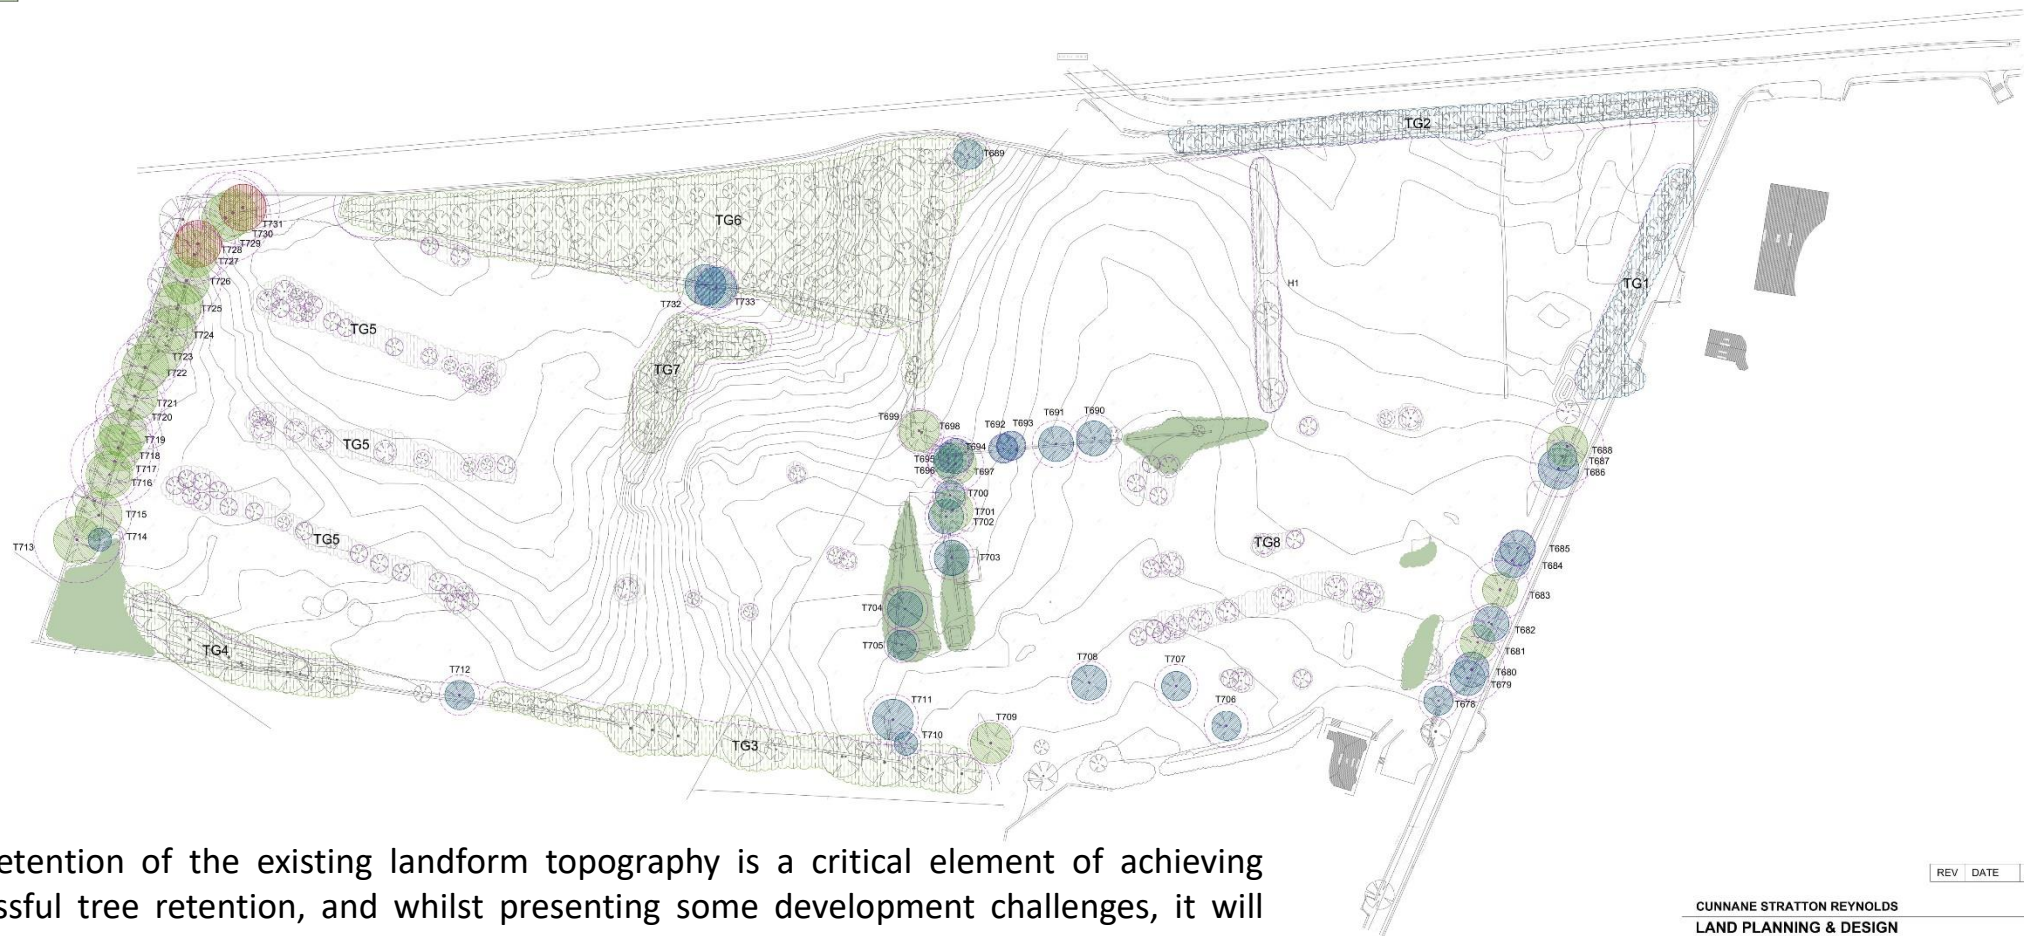 TG2
T689
TG6
T731
T730
T729
T728
T727
T726
T725
T724
T723
T722
T721
T720
T719
T718
T717
T716
T715
T714
T713
TG5
TG5
TG5
T732
T733
TG7
H1
TG1
T699
T698
T692
T693
T691
T690
T694
T695
T696
T697
T700
T701
T702
T703
T704
T705
TG8
T688
T687
T686
T685
T684
T683
T682
T681
T680
T679
T678
TG4
T712
T711
T710
T709
T708
T707
T706
TG3
etention of the existing landform topography is a critical element of achieving
ssful tree retention, and whilst presenting some development challenges, it will
REV DATE
CUNNANE STRATTON REYNOLDS
LAND PLANNING & DESIGN